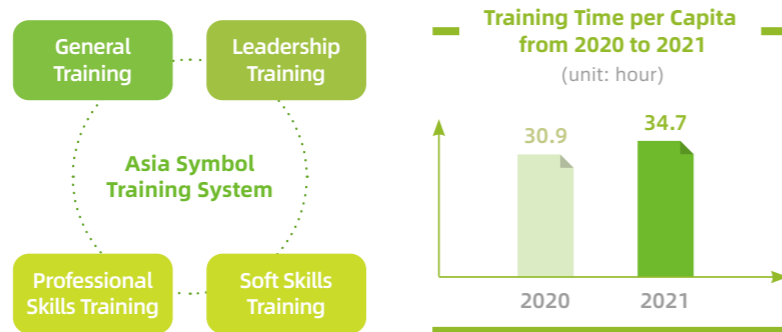 General
Training
Leadership
Training
Asia Symbol
Training System
Professional
Skills Training
Soft Skills
Training
Training Time per Capita
from 2020 to 2021
(unit: hour)
30.9
34.7
2020
2021